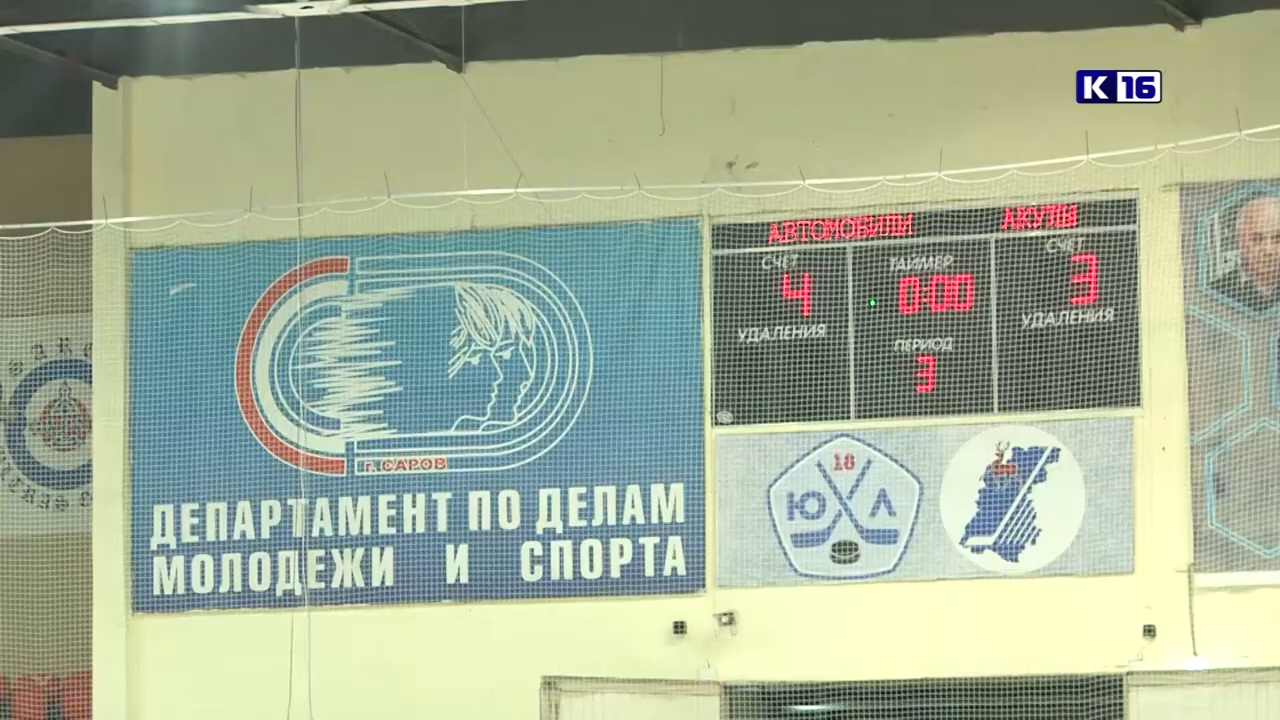 К 16
АВТОМОБИЛИ
АКУЛЫ
СЧЕТ
ТАЙМЕР
СЧЕТ
4
0:00
3
УДАЛЕНИЯ
УДАЛЕНИЯ
ПЕРИОД
3
г. САРОВ
ДЕПАРТАМЕНТ ПО ДЕЛАМ
МОЛОДЕЖИ И СПОРТА
18
Ю Л